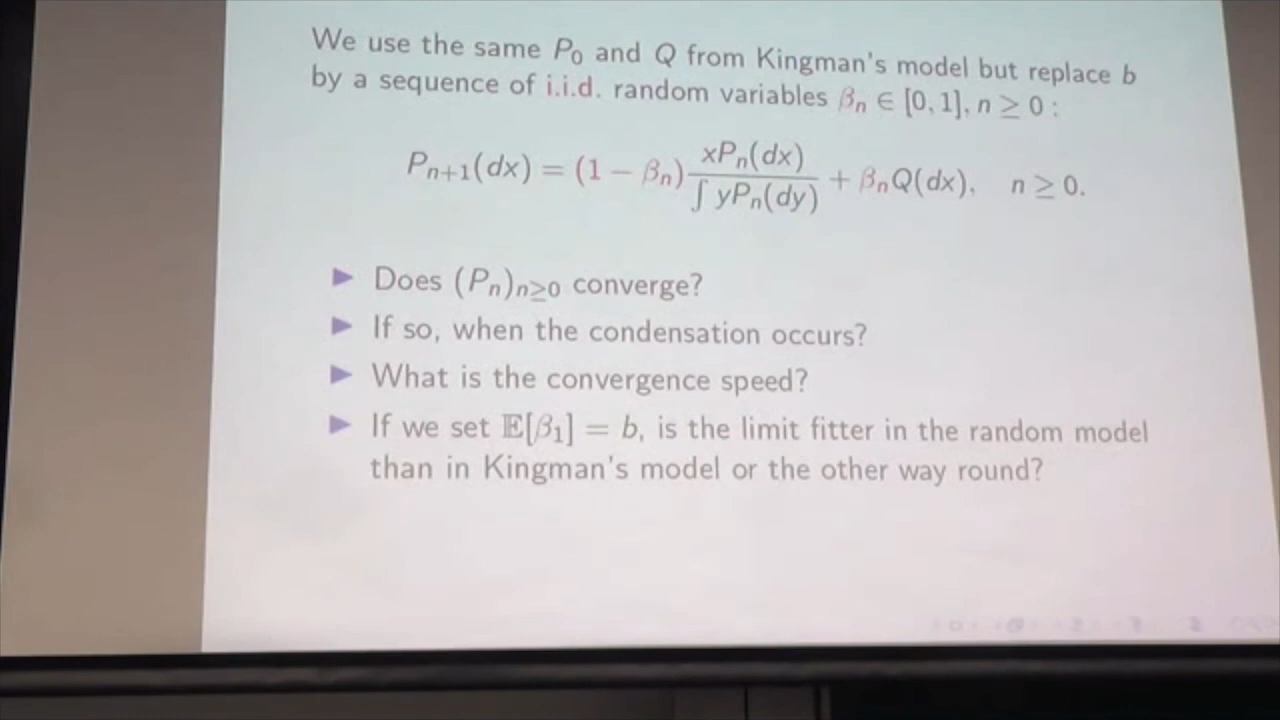 We use the same P₀ and Q from Kingman's model but replace b
by a sequence of i.i.d. random variables βₙ ∈ [0, 1], n ≥ 0 :
Pₙ₊₁(dx) = (1 − βₙ) xPₙ(dx) / ∫ yPₙ(dy) + βₙQ(dx), n ≥ 0.
▶ Does (Pₙ)ₙ≥₀ converge?
▶ If so, when the condensation occurs?
▶ What is the convergence speed?
▶ If we set 𝔼[β₁] = b, is the limit fitter in the random model
than in Kingman's model or the other way round?